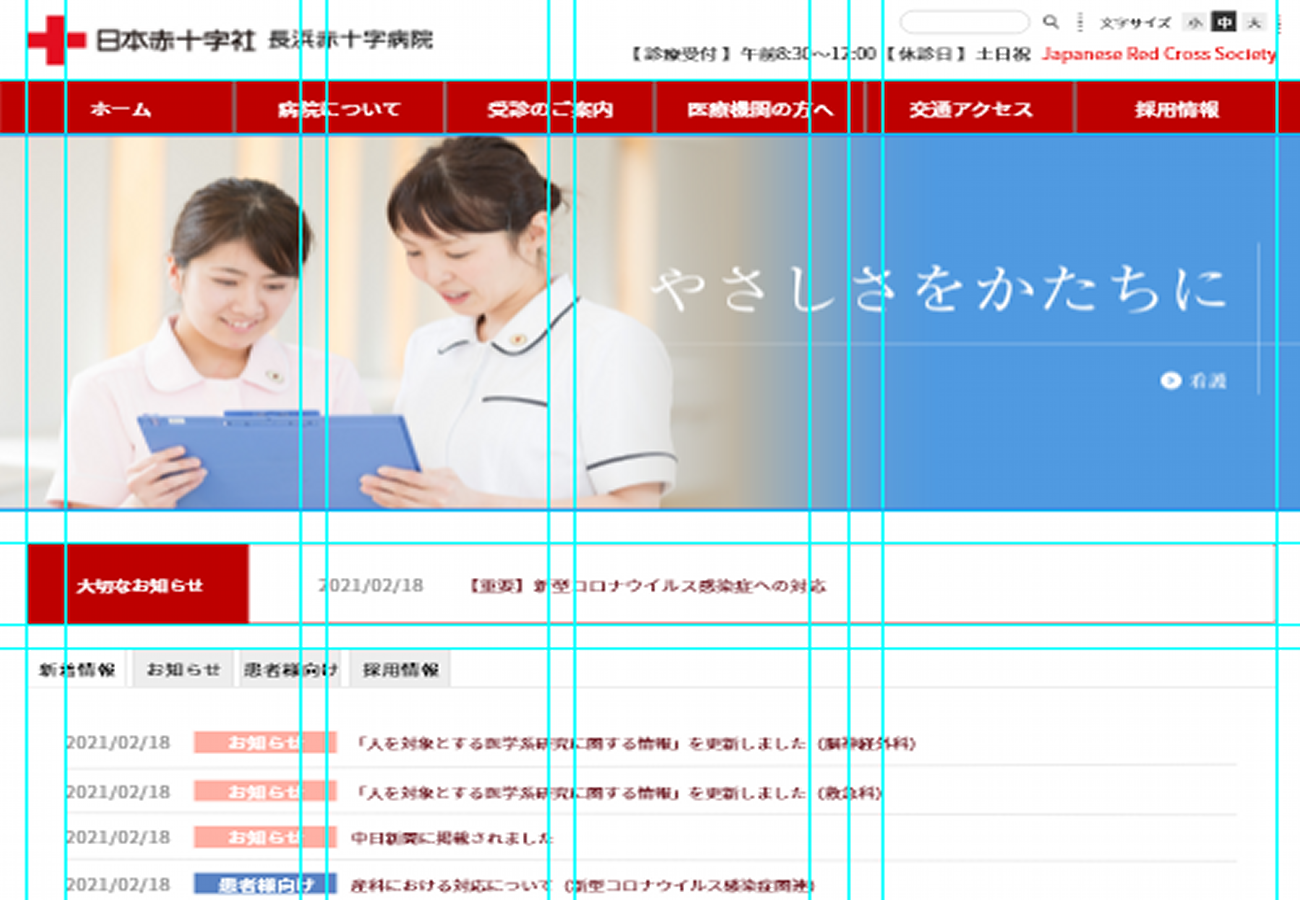 日本赤十字社 長浜赤十字病院
文字サイズ 小 中 大
【診療受付】午前8:30～12:00【休診日】土日祝 Japanese Red Cross Society
ホーム 病院について 受診のご案内 医療機関の方へ 交通アクセス 採用情報
やさしさをかたちに
看護
大切なお知らせ 2021/02/18 【重要】新型コロナウイルス感染症への対応
新着情報 お知らせ 患者様向け 採用情報
2021/02/18 お知らせ 「人を対象とする医学系研究に関する情報」を更新しました（脳神経外科）
2021/02/18 お知らせ 「人を対象とする医学系研究に関する情報」を更新しました（救急科）
2021/02/18 お知らせ 中日新聞に掲載されました
2021/02/18 患者様向け 産科における対応について（新型コロナウイルス感染症関連）